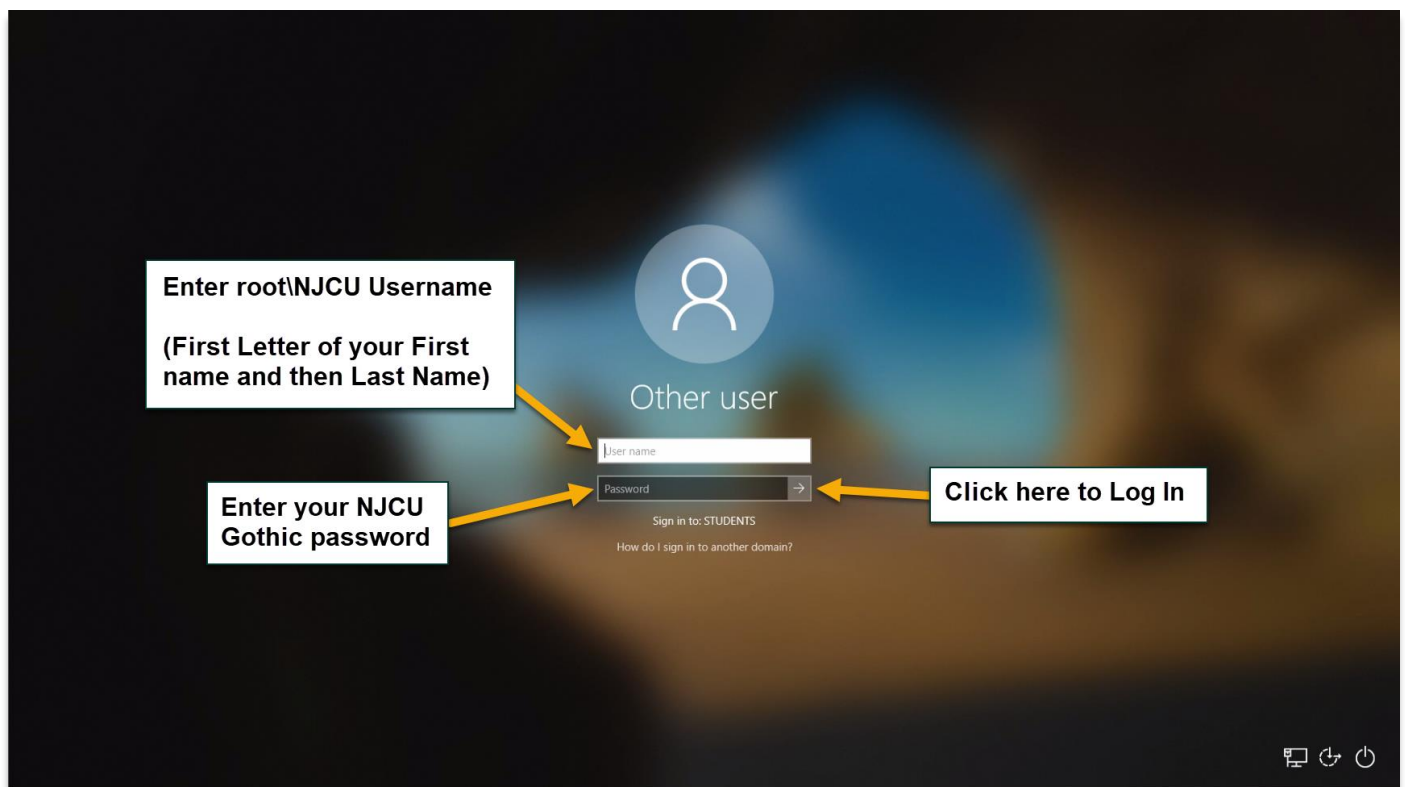 Enter root\NJCU Username
(First Letter of your First
name and then Last Name)
Other user
User name
Enter your NJCU
Gothic password
Password
Click here to Log In
Sign in to: STUDENTS
How do I sign in to another domain?